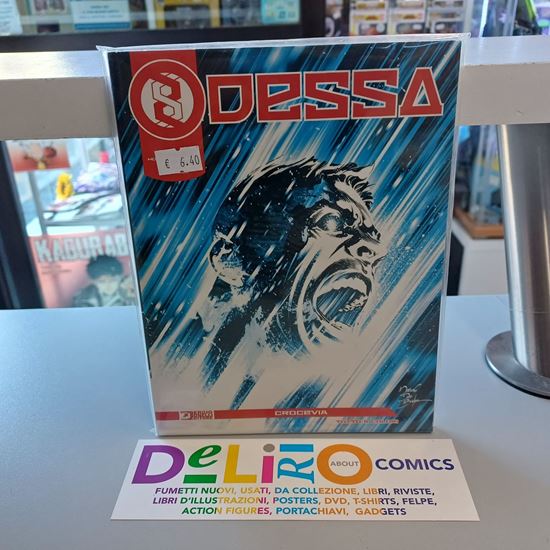 ODESSA
€ 6.40
KAGURABA
CROCEVIA
DeLiRiO ABOUT COMICS
FUMETTI NUOVI, USATI, DA COLLEZIONE, LIBRI, RIVISTE,
LIBRI D'ILLUSTRAZIONI, POSTERS, DVD, T-SHIRTS, FELPE,
ACTION FIGURES, PORTACHIAVI, GADGETS